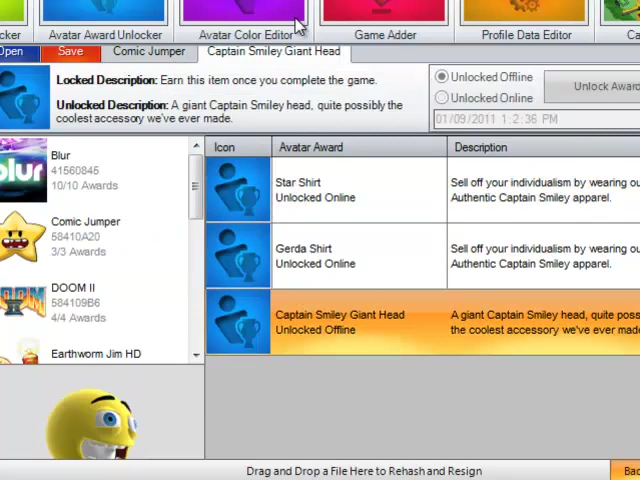 cker
Avatar Award Unlocker
Avatar Color Editor
Game Adder
Profile Data Editor
Ca
Open
Save
Comic Jumper
Captain Smiley Giant Head
Locked Description: Earn this item once you complete the game.
Unlocked Description: A giant Captain Smiley head, quite possibly the
coolest accessory we've ever made.
Unlocked Offline
Unlocked Online
Unlock Award
01/09/2011 1:2:36 PM
Blur
41560845
10/10 Awards
Comic Jumper
58410A20
3/3 Awards
DOOM II
584109B6
4/4 Awards
Earthworm Jim HD
Icon
Avatar Award
Description
Star Shirt
Unlocked Online
Sell off your individualism by wearing ou
Authentic Captain Smiley apparel.
Gerda Shirt
Unlocked Online
Sell off your individualism by wearing ou
Authentic Captain Smiley apparel.
Captain Smiley Giant Head
Unlocked Offline
A giant Captain Smiley head, quite poss
the coolest accessory we've ever made
Drag and Drop a File Here to Rehash and Resign
Bac